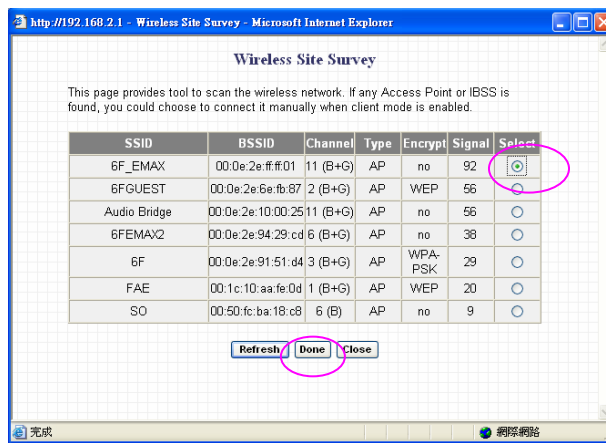 http://192.168.2.1 - Wireless Site Survey - Microsoft Internet Explorer
Wireless Site Survey
This page provides tool to scan the wireless network. If any Access Point or IBSS is
found, you could choose to connect it manually when client mode is enabled.
SSID BSSID Channel Type Encrypt Signal Select
6F_EMAX 00:0e:2e:ff:ff:01 11 (B+G) AP no 92
6FGUEST 00:0e:2e:6e:fb:87 2 (B+G) AP WEP 56
Audio Bridge 00:0e:2e:10:00:25 11 (B+G) AP no 56
6FEMAX2 00:0e:2e:94:29:cd 6 (B+G) AP no 38
6F 00:0e:2e:91:51:d4 3 (B+G) AP WPA-PSK 29
FAE 00:1c:10:aa:fe:0d 1 (B+G) AP WEP 20
SO 00:50:fc:ba:18:c8 6 (B) AP no 9
Refresh Done Close
完成 網際網路